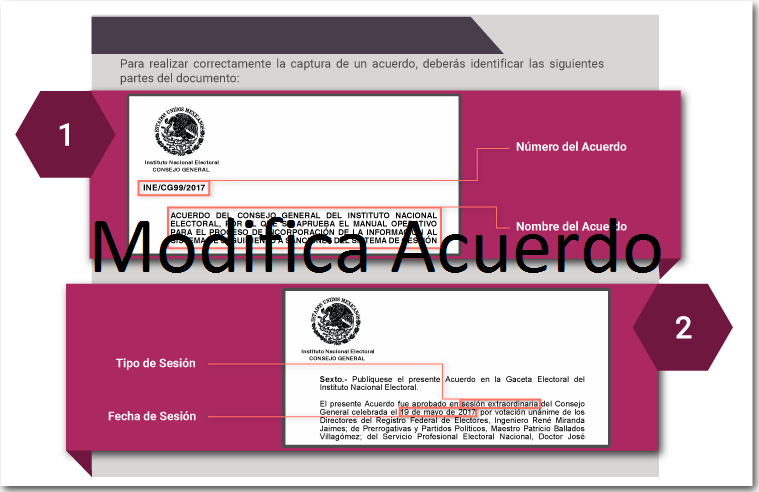 Para realizar correctamente la captura de un acuerdo, deberás identificar las siguientes
partes del documento:
1
ESTADOS UNIDOS MEXICANOS
Instituto Nacional Electoral
CONSEJO GENERAL
Número del Acuerdo
INE/CG99/2017
ACUERDO DEL CONSEJO GENERAL DEL INSTITUTO NACIONAL
ELECTORAL, POR EL QUE SE APRUEBA EL MANUAL OPERATIVO
PARA EL PROCESO DE INCORPORACIÓN DE LA INFORMACIÓN AL
SISTEMA DE SEGUIMIENTO A SANCIONES DEL SISTEMA DE GESTIÓN
Nombre del Acuerdo
Modifica Acuerdo
2
ESTADOS UNIDOS MEXICANOS
Instituto Nacional Electoral
CONSEJO GENERAL
Tipo de Sesión
Fecha de Sesión
Sexto.- Publíquese el presente Acuerdo en la Gaceta Electoral del
Instituto Nacional Electoral.
El presente Acuerdo fue aprobado en sesión extraordinaria del Consejo
General celebrada el 19 de mayo de 2017 por votación unánime de los
Directores del Registro Federal de Electores, Ingeniero René Miranda
Jaimes; de Prerrogativas y Partidos Políticos, Maestro Patricio Ballados
Villagómez; del Servicio Profesional Electoral Nacional, Doctor José